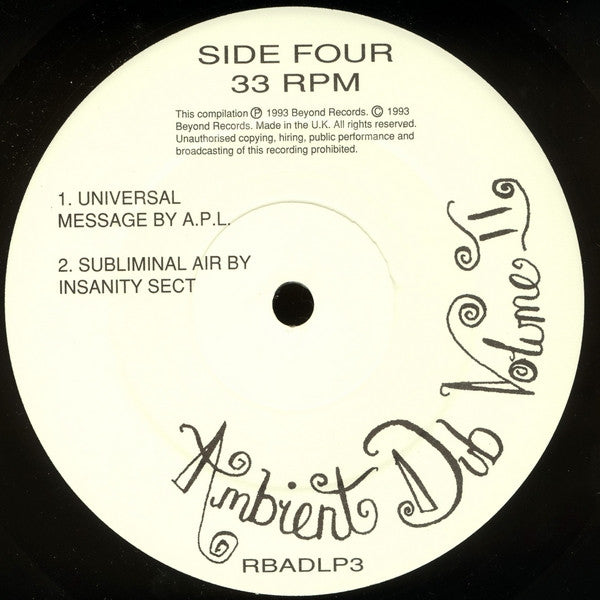 SIDE FOUR
33 RPM
This compilation Ⓟ 1993 Beyond Records. © 1993
Beyond Records. Made in the U.K. All rights reserved.
Unauthorised copying, hiring, public performance and
broadcasting of this recording prohibited.
1. UNIVERSAL
MESSAGE BY A.P.L.
2. SUBLIMINAL AIR BY
INSANITY SECT
Ambient Dub Volume II
RBADLP3